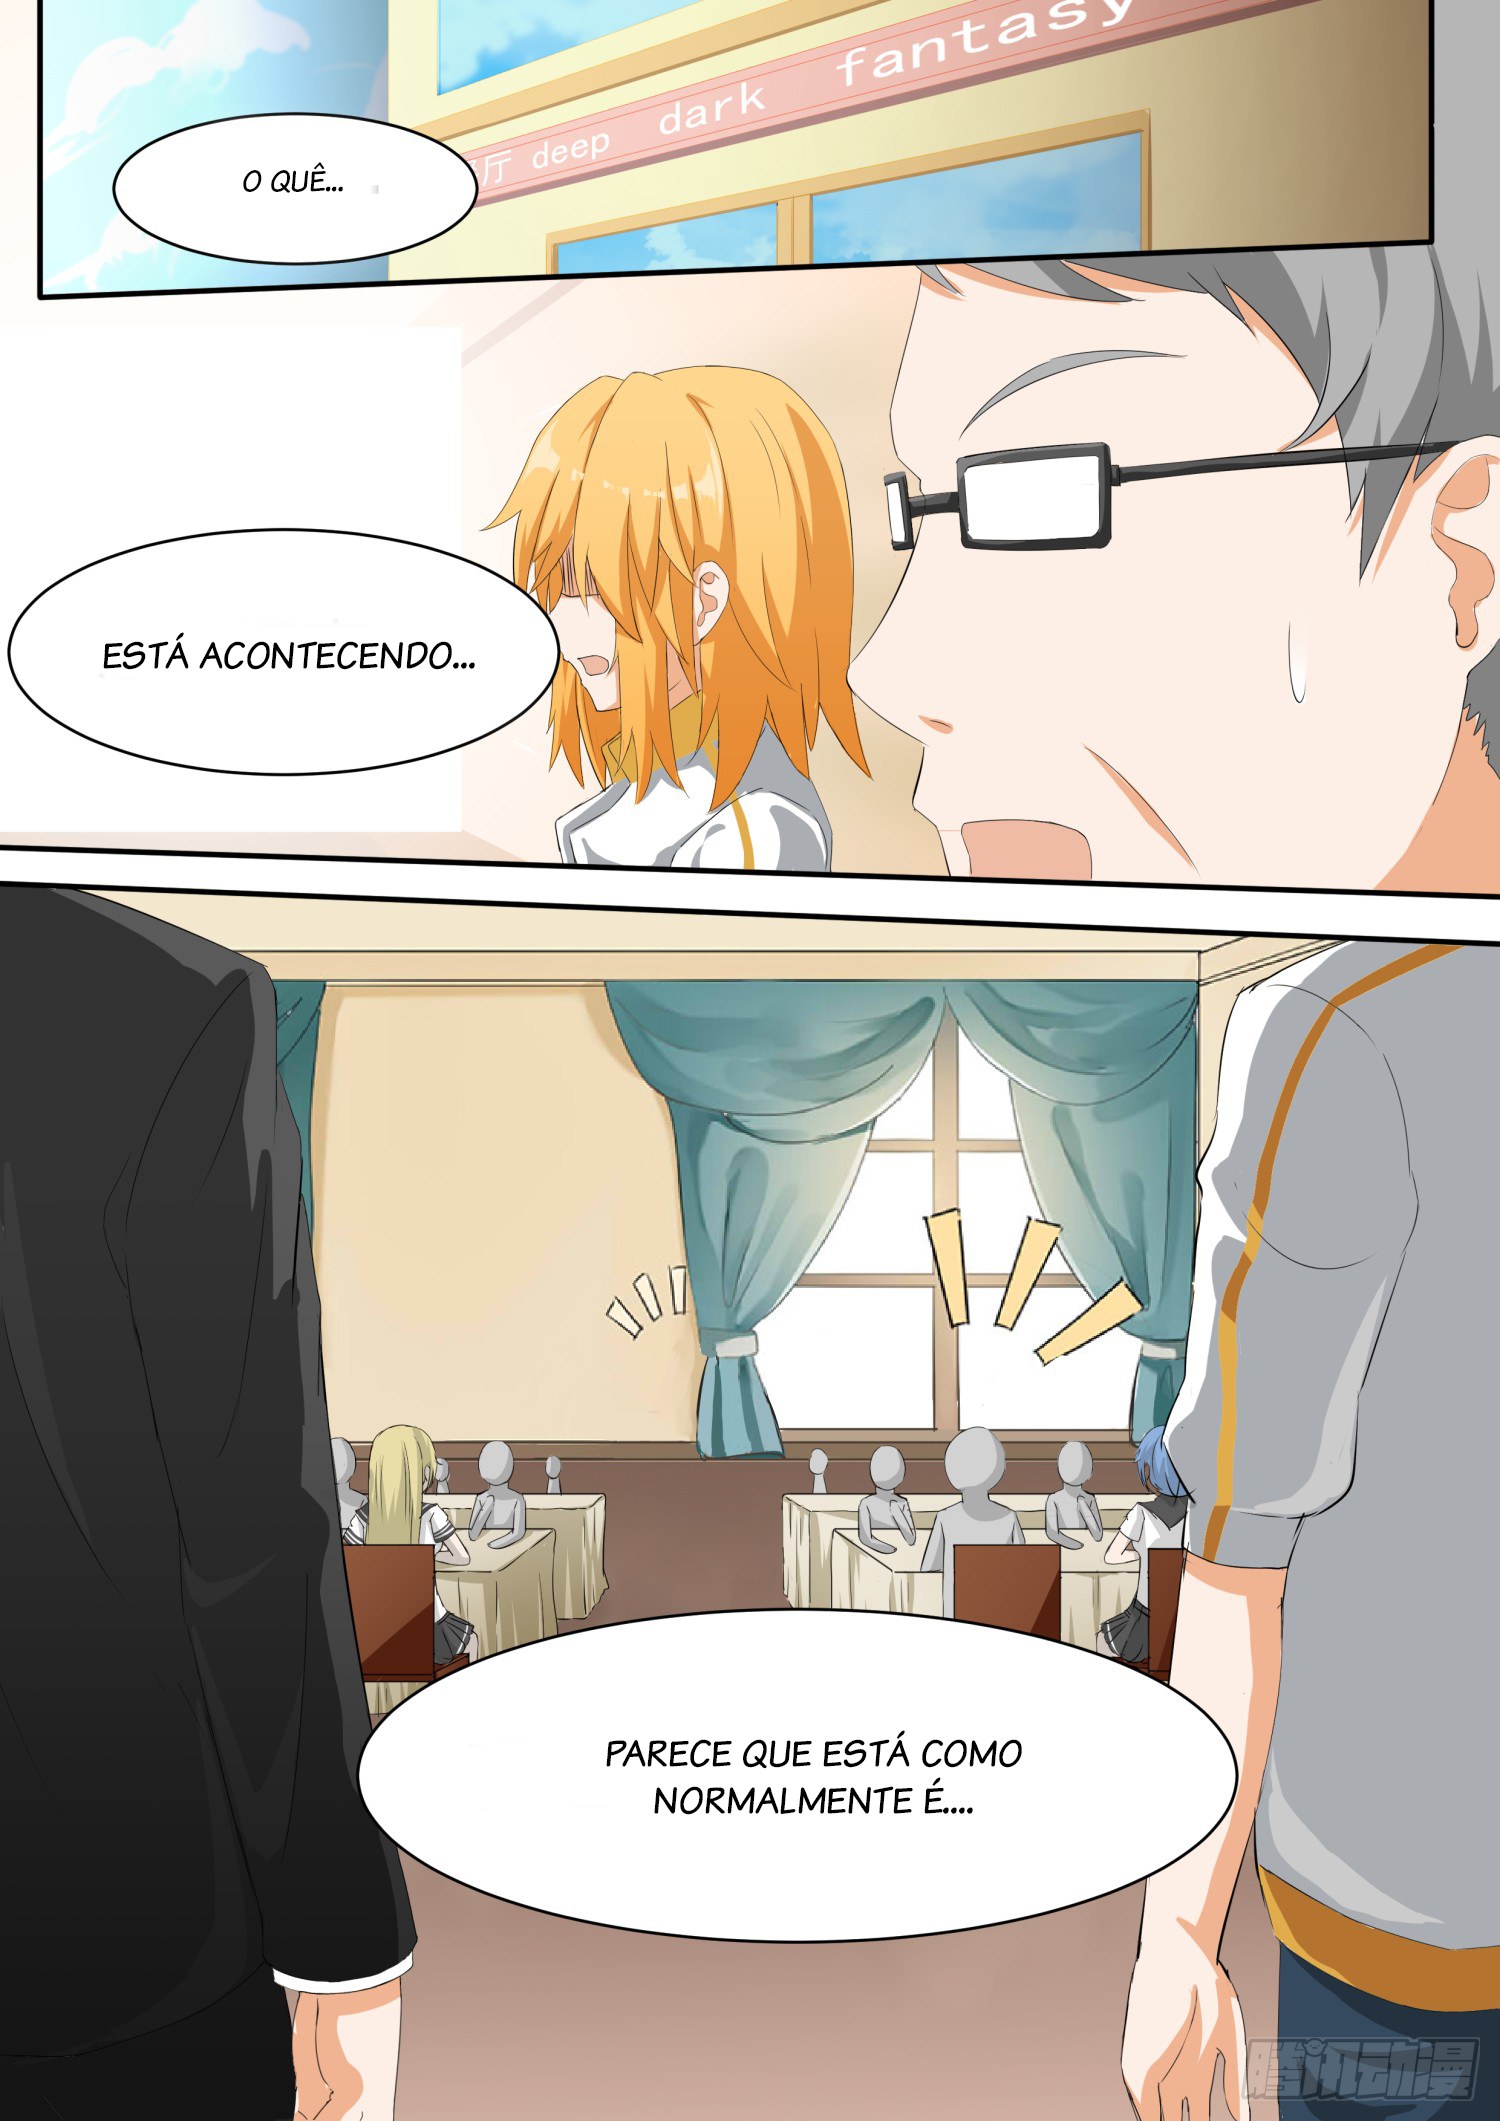 厅 deep dark fantasy
O QUÊ...
ESTÁ ACONTECENDO...
PARECE QUE ESTÁ COMO
NORMALMENTE É....
腾讯动漫